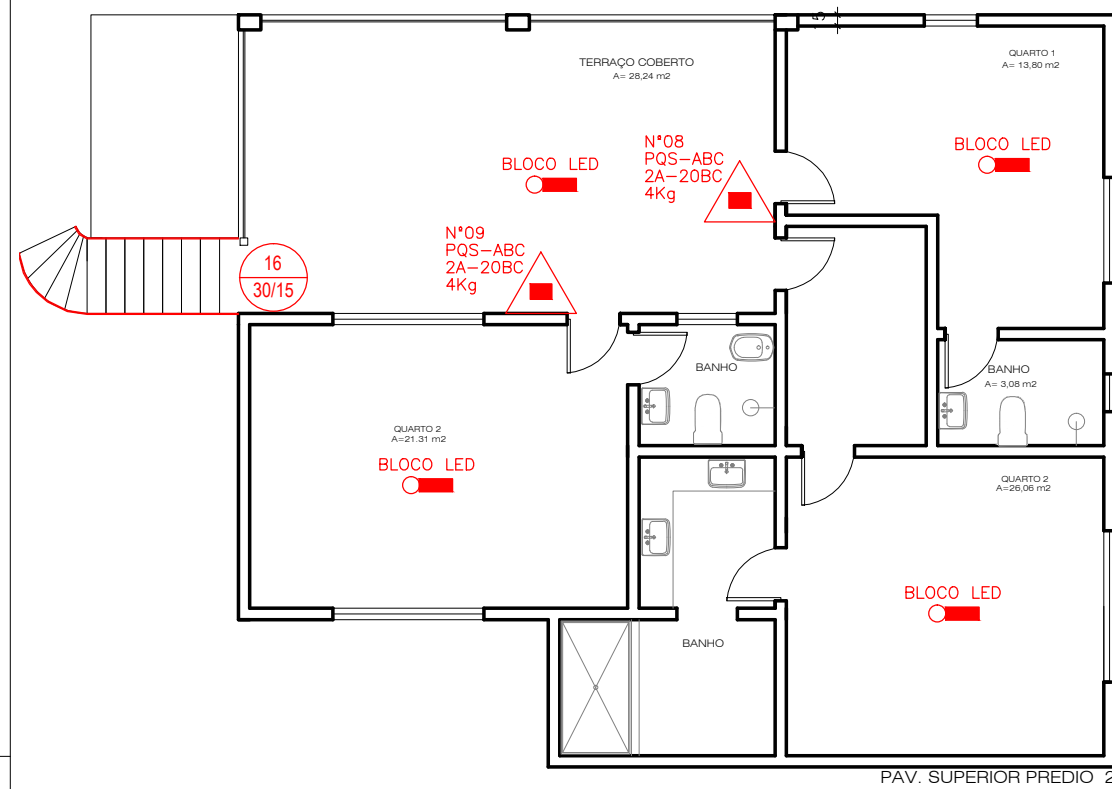 15
TERRAÇO COBERTO
A= 28,24 m2
QUARTO 1
A= 13,80 m2
BLOCO LED
N°08
PQS-ABC
2A-20BC
4Kg
BLOCO LED
N°09
PQS-ABC
2A-20BC
4Kg
16
30/15
BANHO
BANHO
A= 3,08 m2
QUARTO 2
A=21.31 m2
BLOCO LED
QUARTO 2
A=26,06 m2
BLOCO LED
BANHO
PAV. SUPERIOR PREDIO 2